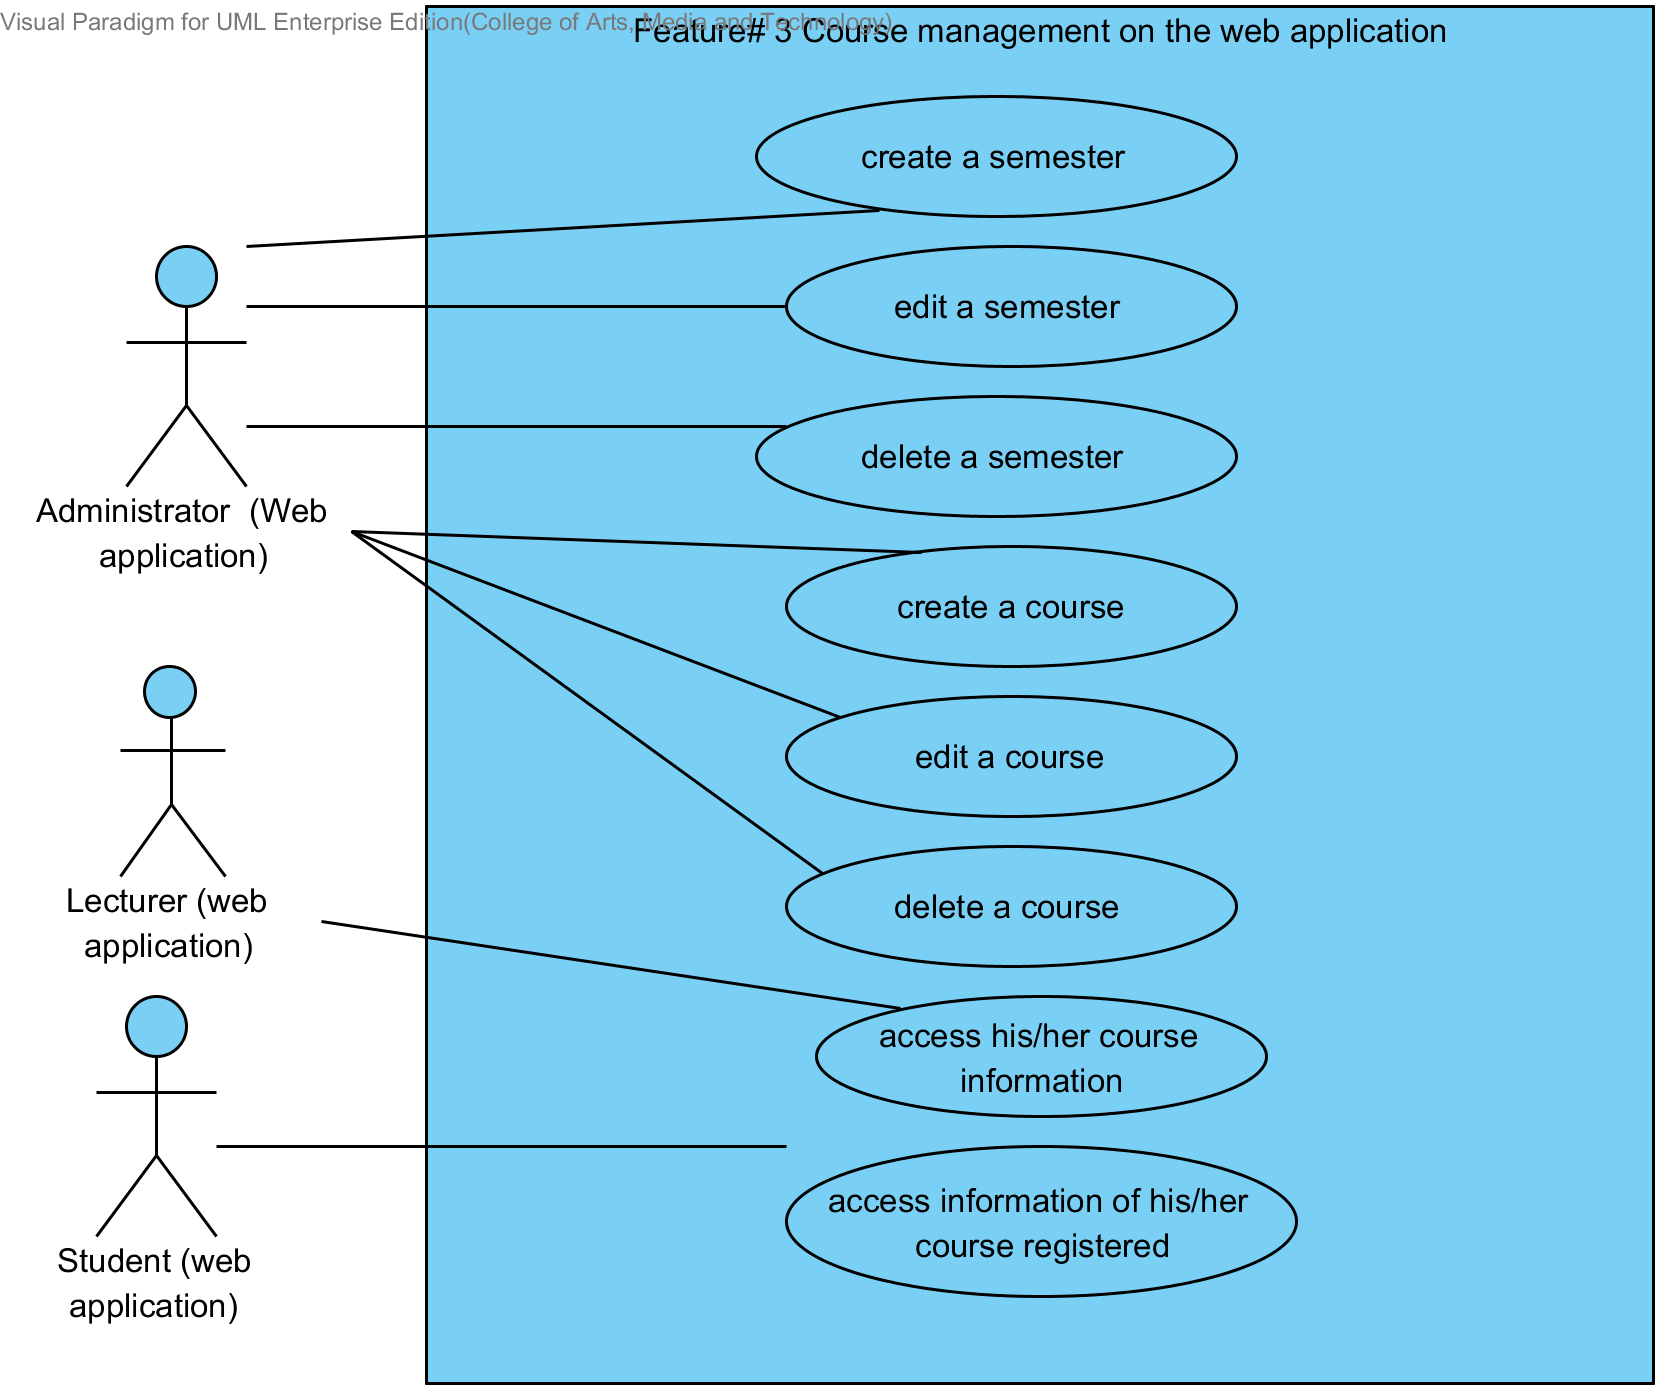 Visual Paradigm for UML Enterprise Edition(College of Arts, Media and Technology)
Feature# 3 Course management on the web application
create a semester
edit a semester
delete a semester
Administrator  (Web
application)
create a course
edit a course
delete a course
Lecturer (web
application)
access his/her course
information
access information of his/her
course registered
Student (web
application)